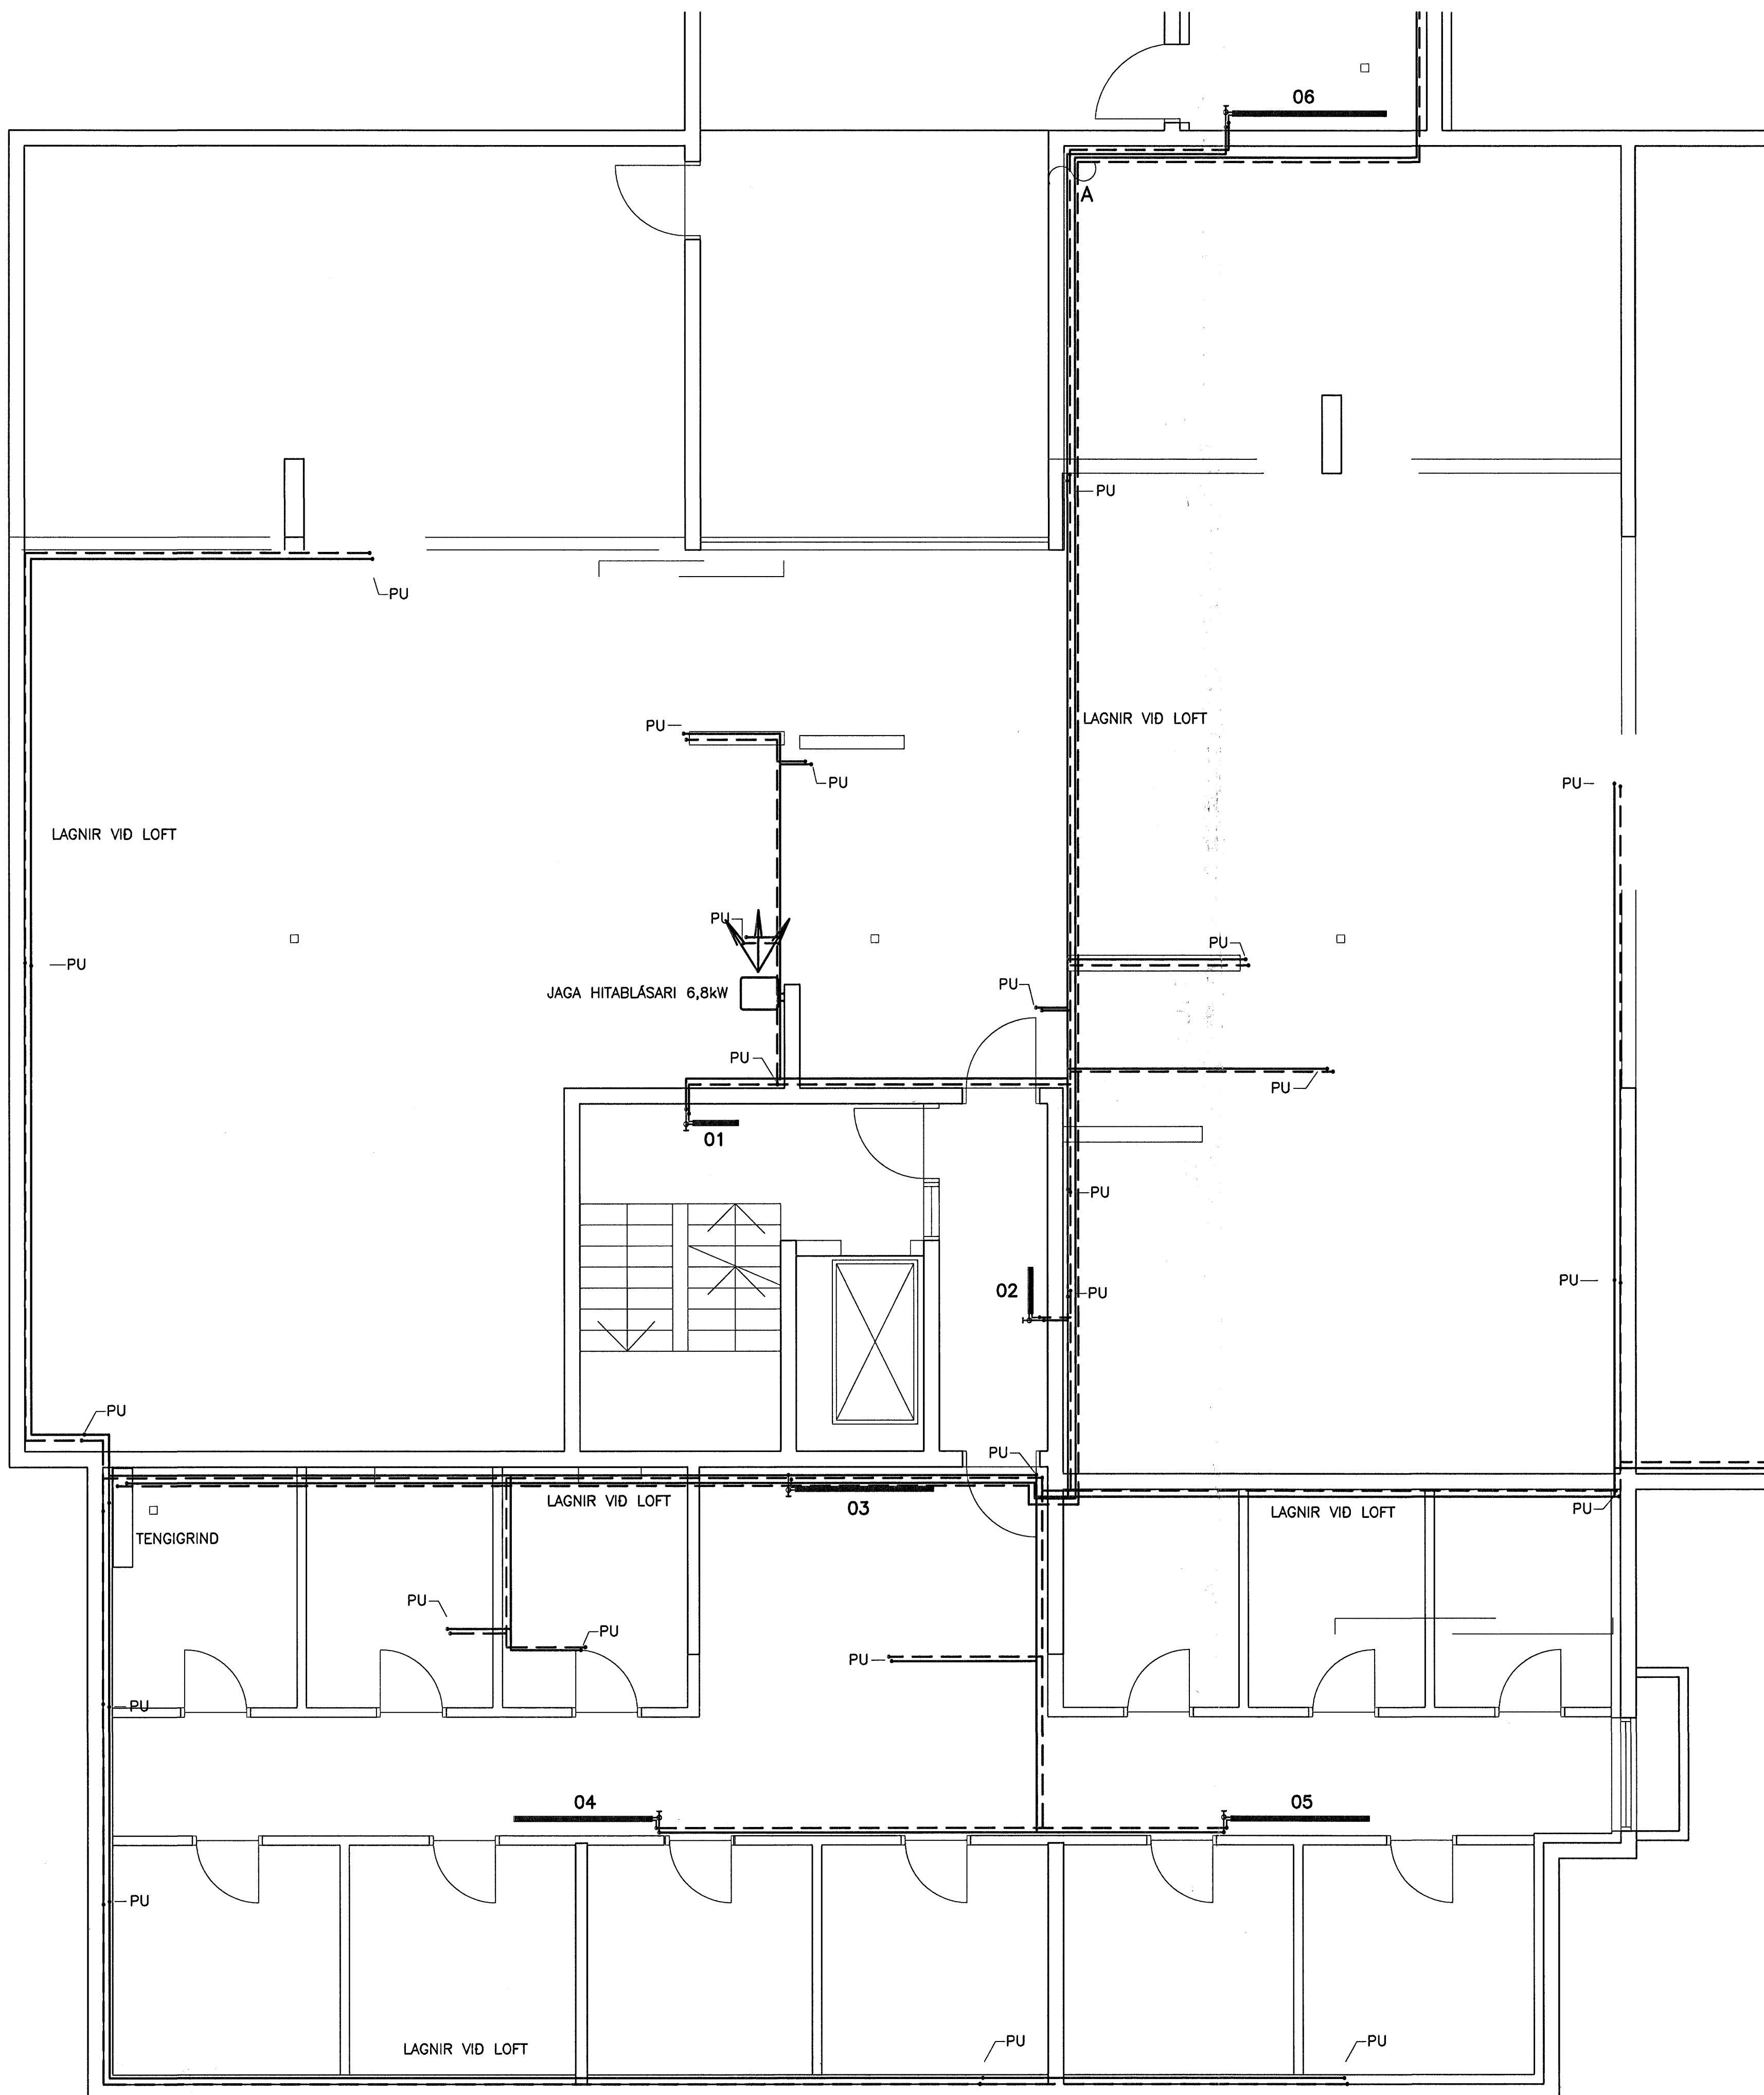 06
A
PU
PU
LAGNIR VIÐ LOFT
PU
PU
PU
LAGNIR VIÐ LOFT
PU
PU
PU
PU
JAGA HITABLÁSARI 6,8kW
PU
PU
01
PU
02
PU
PU
PU
PU
LAGNIR VIÐ LOFT
03
PU
LAGNIR VIÐ LOFT
TENGIGRIND
PU
PU
PU
PU
04
05
PU
PU
PU
LAGNIR VIÐ LOFT